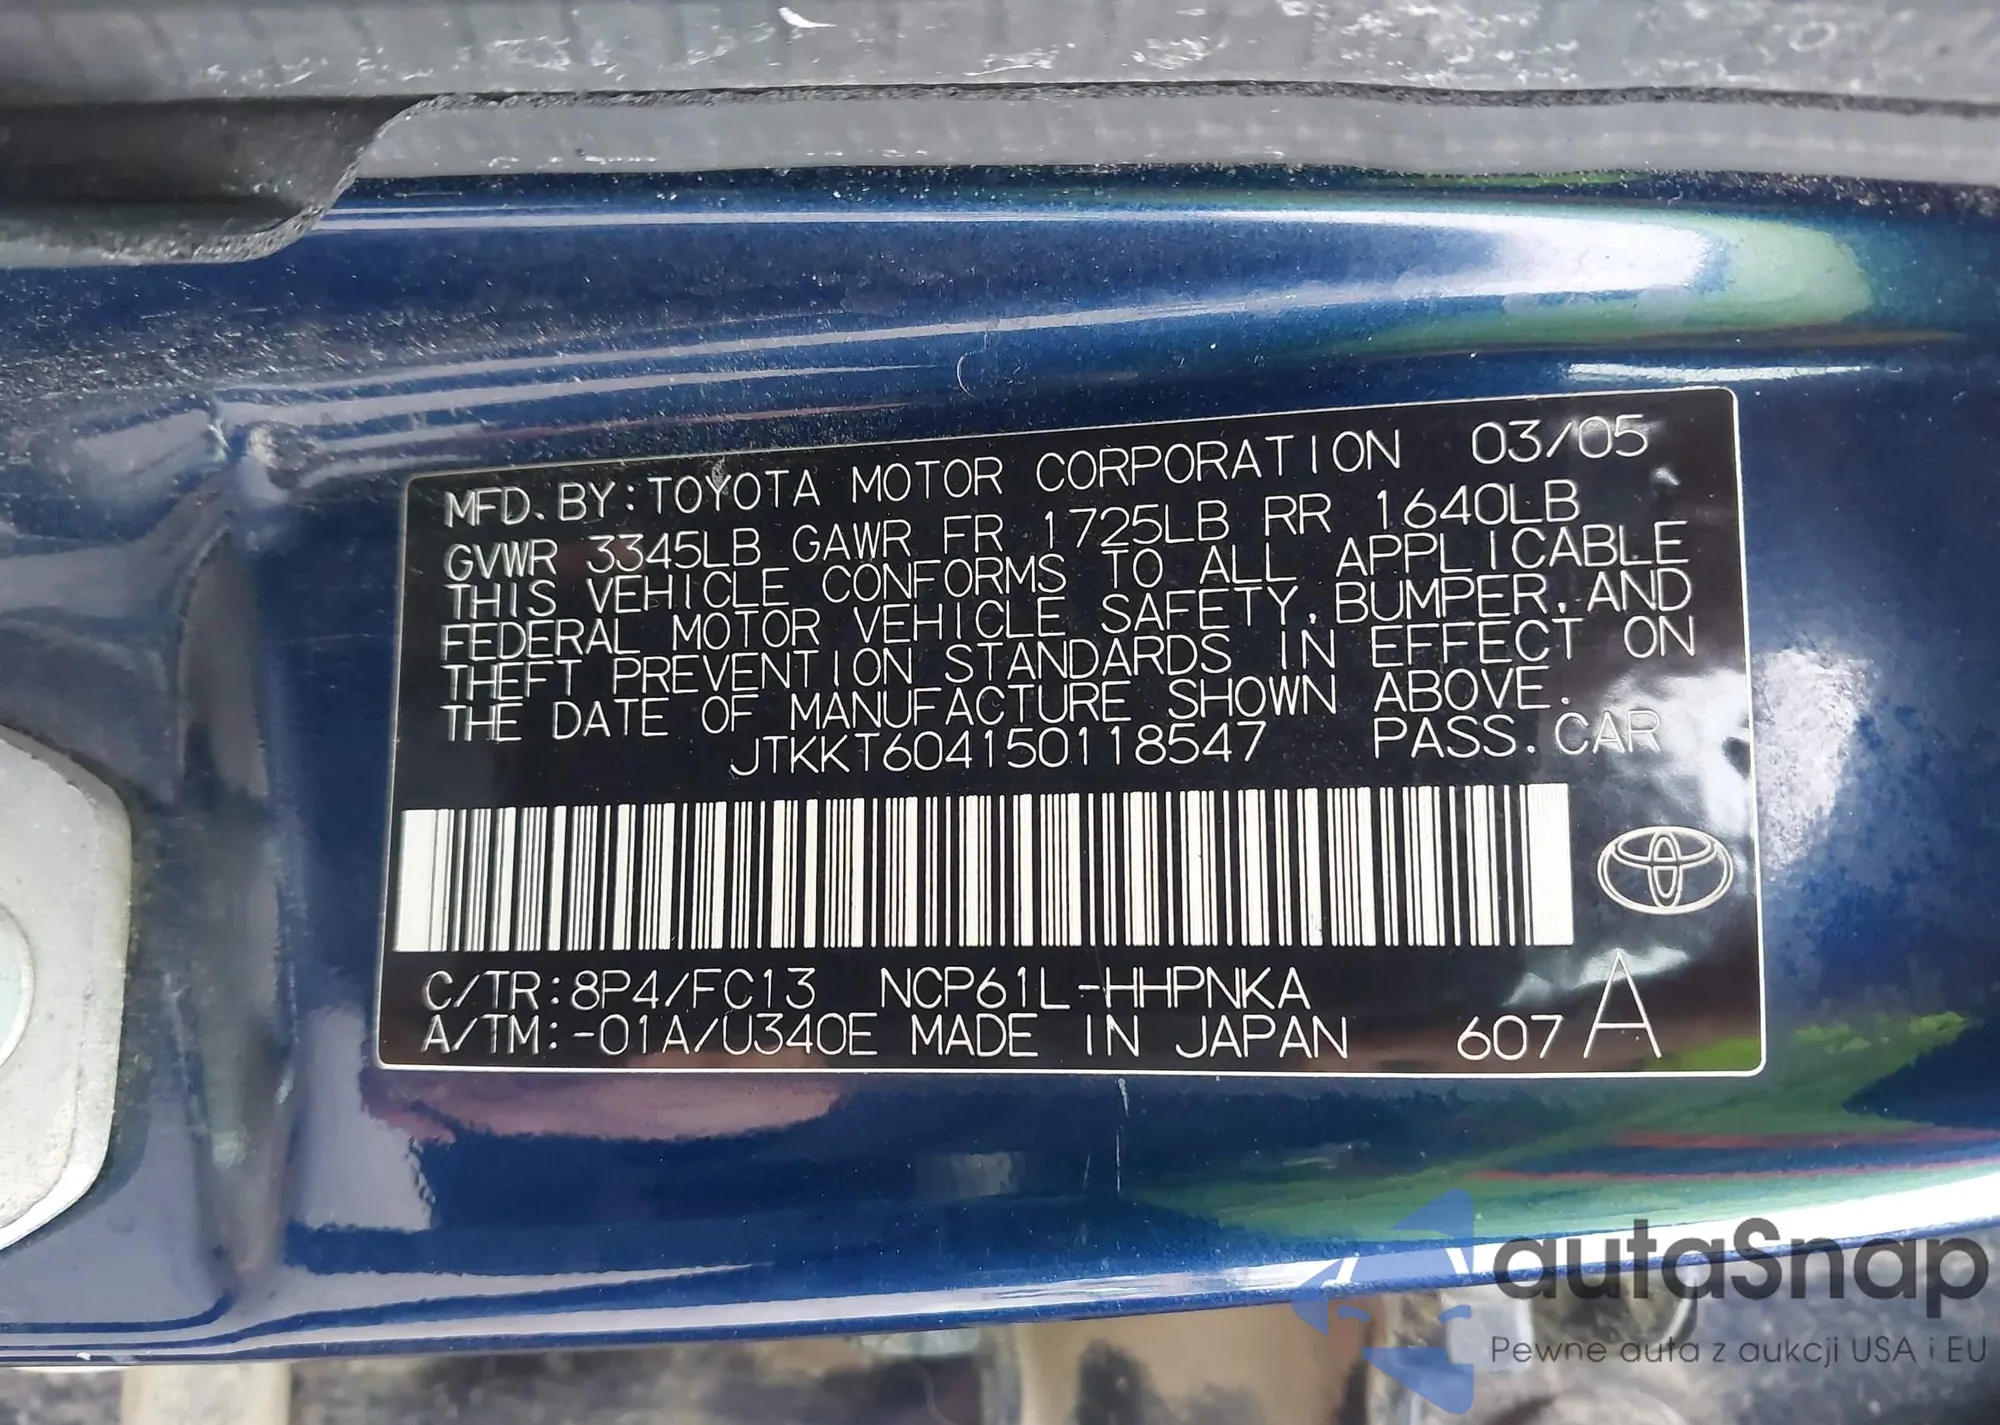 MFD. BY: TOYOTA MOTOR CORPORATION 03/05
GVWR 3345LB GAWR FR 1725LB RR 1640LB
THIS VEHICLE CONFORMS TO ALL APPLICABLE
FEDERAL MOTOR VEHICLE SAFETY, BUMPER, AND
THEFT PREVENTION STANDARDS IN EFFECT ON
THE DATE OF MANUFACTURE SHOWN ABOVE.
JTKKT604150118547 PASS. CAR
C/TR: 8P4/FC13 NCP61L-HHPNKA
A/TM: -01A/U340E MADE IN JAPAN 607 A
autaSnap
Pewne auta z aukcji USA i EU